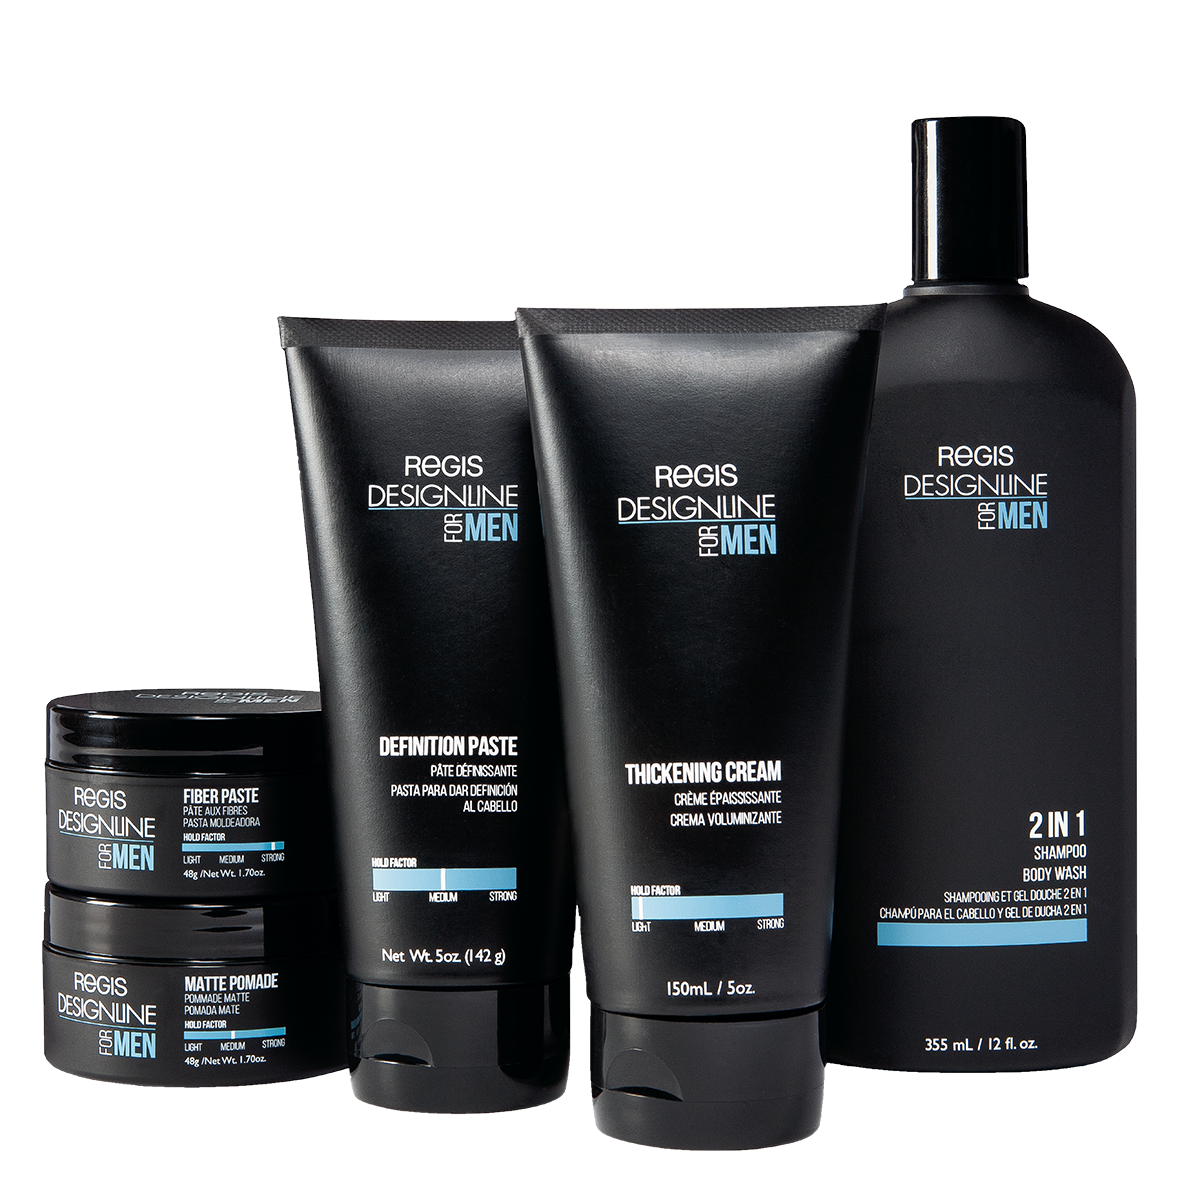 REGIS
DESIGNLINE
FOR MEN
FIBER PASTE
PÂTE AUX FIBRES
PASTA MOLDEADORA
HOLD FACTOR
LIGHT MEDIUM STRONG
48g /Net Wt. 1.70oz.
REGIS
DESIGNLINE
FOR MEN
REGIS
DESIGNLINE
FOR MEN
MATTE POMADE
POMMADE MATTE
POMADA MATE
HOLD FACTOR
LIGHT MEDIUM STRONG
48g /Net Wt. 1.70oz.
REGIS
DESIGNLINE
FOR MEN
DEFINITION PASTE
PÂTE DÉFINISSANTE
PASTA PARA DAR DEFINICIÓN
AL CABELLO
HOLD FACTOR
LIGHT MEDIUM STRONG
Net Wt. 5oz. (142 g)
REGIS
DESIGNLINE
FOR MEN
THICKENING CREAM
CRÈME ÉPAISSISSANTE
CREMA VOLUMINIZANTE
HOLD FACTOR
LIGHT MEDIUM STRONG
150mL / 5oz.
REGIS
DESIGNLINE
FOR MEN
2 IN 1
SHAMPOO
BODY WASH
SHAMPOOING ET GEL DOUCHE 2 EN 1
CHAMPÚ PARA EL CABELLO Y GEL DE DUCHA 2 EN 1
355 mL / 12 fl. oz.